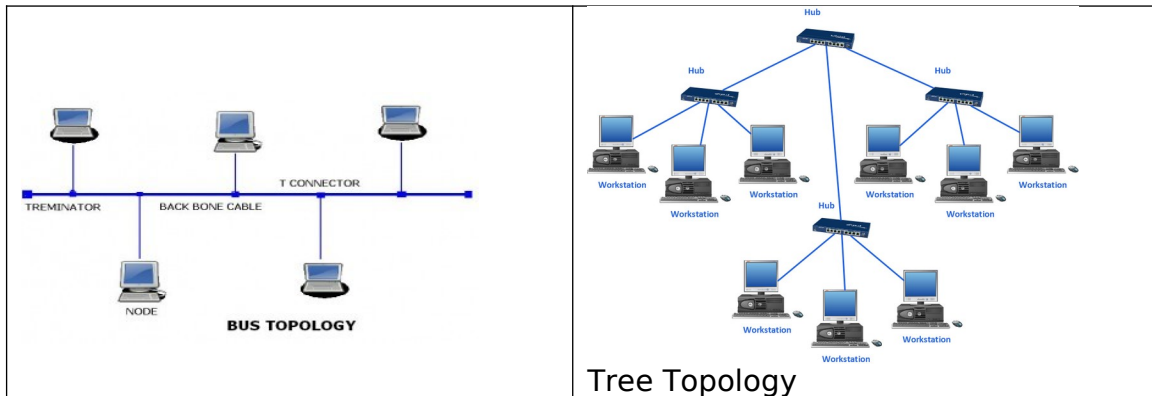 T CONNECTOR
TREMINATOR
BACK BONE CABLE
NODE
BUS TOPOLOGY
Hub
Hub
Hub
Workstation
Workstation
Workstation
Workstation
Workstation
Workstation
Hub
Workstation
Workstation
Workstation
Tree Topology